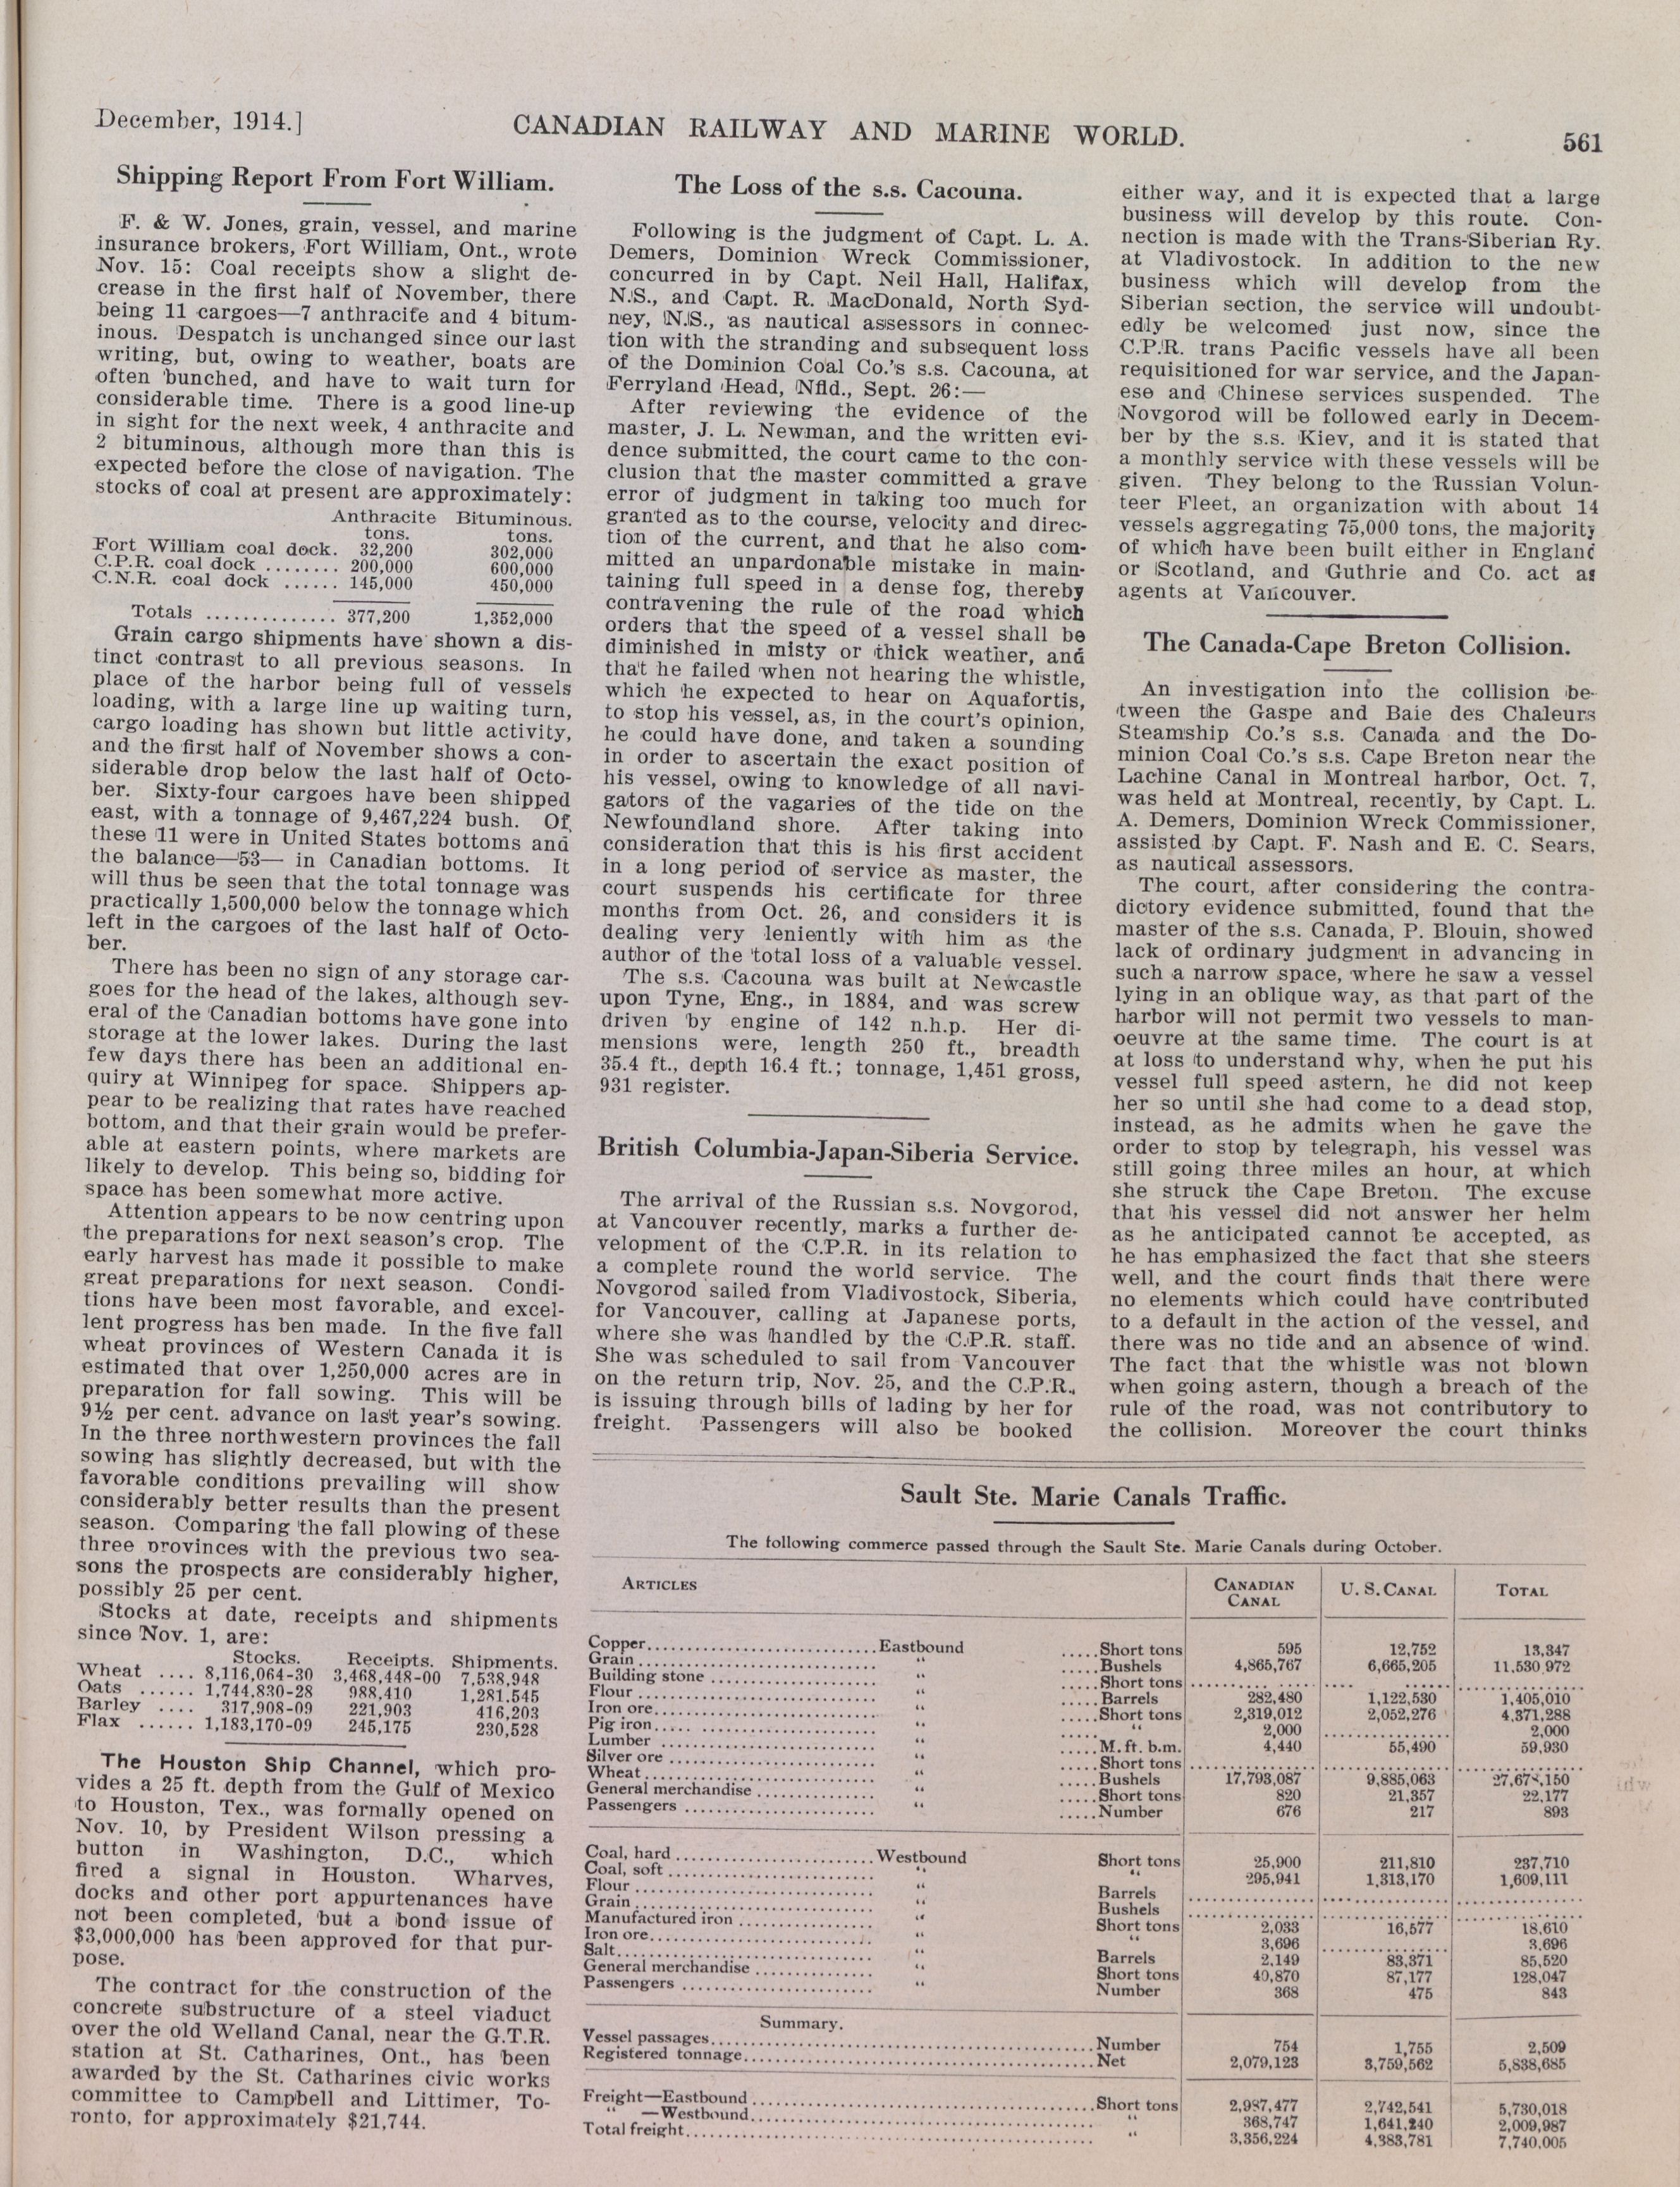 December, 1914.]
CANADIAN RAILWAY AND MARINE WORLD.
561
Shipping Report From Fort William.
F. & W. Jones, grain, vessel, and marine
insurance brokers, Fort William, Ont., wrote
Nov. 15: Coal receipts show a slight de-
crease in the first half of November, there
being 11 cargoes—7 anthracite and 4 bitum-
inous. Despatch is unchanged since our last
writing, but, owing to weather, boats are
often bunched, and have to wait turn for
considerable time. There is a good line-up
in sight for the next week, 4 anthracite and
2 bituminous, although more than this is
expected before the close of navigation. The
stocks of coal at present are approximately:
Anthracite Bituminous.
tons. tons.
Fort William coal dock. 32,200 302,000
C.P.R. coal dock ........ 200,000 600,000
C.N.R. coal dock ...... 145,000 450,000
Totals .............. 377,200 1,352,000
Grain cargo shipments have shown a dis-
tinct contrast to all previous seasons. In
place of the harbor being full of vessels
loading, with a large line up waiting turn,
cargo loading has shown but little activity,
and the first half of November shows a con-
siderable drop below the last half of Octo-
ber. Sixty-four cargoes have been shipped
east, with a tonnage of 9,467,224 bush. Of
these 11 were in United States bottoms and
the balance—53— in Canadian bottoms. It
will thus be seen that the total tonnage was
practically 1,500,000 below the tonnage which
left in the cargoes of the last half of Octo-
ber.
There has been no sign of any storage car-
goes for the head of the lakes, although sev-
eral of the Canadian bottoms have gone into
storage at the lower lakes. During the last
few days there has been an additional en-
quiry at Winnipeg for space. Shippers ap-
pear to be realizing that rates have reached
bottom, and that their grain would be prefer-
able at eastern points, where markets are
likely to develop. This being so, bidding for
space has been somewhat more active.
Attention appears to be now centring upon
the preparations for next season's crop. The
early harvest has made it possible to make
great preparations for next season. Condi-
tions have been most favorable, and excel-
lent progress has ben made. In the five fall
wheat provinces of Western Canada it is
estimated that over 1,250,000 acres are in
preparation for fall sowing. This will be
9½ per cent. advance on last year's sowing.
In the three northwestern provinces the fall
sowing has slightly decreased, but with the
favorable conditions prevailing will show
considerably better results than the present
season. Comparing the fall plowing of these
three provinces with the previous two sea-
sons the prospects are considerably higher,
possibly 25 per cent.
Stocks at date, receipts and shipments
since Nov. 1, are:
Stocks. Receipts. Shipments.
Wheat .... 8,116,064-30 3,468,448-00 7,538,948
Oats ...... 1,744,830-28 988,410 1,281,545
Barley .... 317,908-09 221,903 416,203
Flax ...... 1,183,170-09 245,175 230,528
The Houston Ship Channel, which pro-
vides a 25 ft. depth from the Gulf of Mexico
to Houston, Tex., was formally opened on
Nov. 10, by President Wilson pressing a
button in Washington, D.C., which
fired a signal in Houston. Wharves,
docks and other port appurtenances have
not been completed, but a bond issue of
$3,000,000 has been approved for that pur-
pose.
The contract for the construction of the
concrete substructure of a steel viaduct
over the old Welland Canal, near the G.T.R.
station at St. Catharines, Ont., has been
awarded by the St. Catharines civic works
committee to Campbell and Littimer, To-
ronto, for approximately $21,744.
The Loss of the s.s. Cacouna.
Following is the judgment of Capt. L. A.
Demers, Dominion Wreck Commissioner,
concurred in by Capt. Neil Hall, Halifax,
N.S., and Capt. R. MacDonald, North Syd-
ney, N.S., as nautical assessors in connec-
tion with the stranding and subsequent loss
of the Dominion Coal Co.'s s.s. Cacouna, at
Ferryland Head, Nfld., Sept. 26:—
After reviewing the evidence of the
master, J. L. Newman, and the written evi-
dence submitted, the court came to the con-
clusion that the master committed a grave
error of judgment in taking too much for
granted as to the course, velocity and direc-
tion of the current, and that he also com-
mitted an unpardonable mistake in main-
taining full speed in a dense fog, thereby
contravening the rule of the road which
orders that the speed of a vessel shall be
diminished in misty or thick weather, and
that he failed when not hearing the whistle,
which he expected to hear on Aquafortis,
to stop his vessel, as, in the court's opinion,
he could have done, and taken a sounding
in order to ascertain the exact position of
his vessel, owing to knowledge of all navi-
gators of the vagaries of the tide on the
Newfoundland shore. After taking into
consideration that this is his first accident
in a long period of service as master, the
court suspends his certificate for three
months from Oct. 26, and considers it is
dealing very leniently with him as the
author of the total loss of a valuable vessel.
The s.s. Cacouna was built at Newcastle
upon Tyne, Eng., in 1884, and was screw
driven by engine of 142 n.h.p. Her di-
mensions were, length 250 ft., breadth
35.4 ft., depth 16.4 ft.; tonnage, 1,451 gross,
931 register.
British Columbia-Japan-Siberia Service.
The arrival of the Russian s.s. Novgorod,
at Vancouver recently, marks a further de-
velopment of the C.P.R. in its relation to
a complete round the world service. The
Novgorod sailed from Vladivostock, Siberia,
for Vancouver, calling at Japanese ports,
where she was handled by the C.P.R. staff.
She was scheduled to sail from Vancouver
on the return trip, Nov. 25, and the C.P.R.,
is issuing through bills of lading by her for
freight. Passengers will also be booked
either way, and it is expected that a large
business will develop by this route. Con-
nection is made with the Trans-Siberian Ry.
at Vladivostock. In addition to the new
business which will develop from the
Siberian section, the service will undoubt-
edly be welcomed just now, since the
C.P.R. trans Pacific vessels have all been
requisitioned for war service, and the Japan-
ese and Chinese services suspended. The
Novgorod will be followed early in Decem-
ber by the s.s. Kiev, and it is stated that
a monthly service with these vessels will be
given. They belong to the Russian Volun-
teer Fleet, an organization with about 14
vessels aggregating 75,000 tons, the majority
of which have been built either in England
or Scotland, and Guthrie and Co. act as
agents at Vancouver.
The Canada-Cape Breton Collision.
An investigation into the collision be-
tween the Gaspe and Baie des Chaleurs
Steamship Co.'s s.s. Canada and the Do-
minion Coal Co.'s s.s. Cape Breton near the
Lachine Canal in Montreal harbor, Oct. 7,
was held at Montreal, recently, by Capt. L.
A. Demers, Dominion Wreck Commissioner,
assisted by Capt. F. Nash and E. C. Sears,
as nautical assessors.
The court, after considering the contra-
dictory evidence submitted, found that the
master of the s.s. Canada, P. Blouin, showed
lack of ordinary judgment in advancing in
such a narrow space, where he saw a vessel
lying in an oblique way, as that part of the
harbor will not permit two vessels to man-
oeuvre at the same time. The court is at
at loss to understand why, when he put his
vessel full speed astern, he did not keep
her so until she had come to a dead stop,
instead, as he admits when he gave the
order to stop by telegraph, his vessel was
still going three miles an hour, at which
she struck the Cape Breton. The excuse
that his vessel did not answer her helm
as he anticipated cannot be accepted, as
he has emphasized the fact that she steers
well, and the court finds that there were
no elements which could have contributed
to a default in the action of the vessel, and
there was no tide and an absence of wind.
The fact that the whistle was not blown
when going astern, though a breach of the
rule of the road, was not contributory to
the collision. Moreover the court thinks
Sault Ste. Marie Canals Traffic.
The following commerce passed through the Sault Ste. Marie Canals during October.
ARTICLES CANADIAN CANAL U. S. CANAL TOTAL
Copper............................Eastbound .....Short tons 595 12,752 13,347
Grain............................ " .....Bushels 4,865,767 6,665,205 11,530,972
Building stone ........................ " .....Short tons.......... .... .... ...... ..............
Flour ............................ " .....Barrels 282,480 1,122,530 1,405,010
Iron ore............................ " .....Short tons 2,319,012 2,052,276 4,371,288
Pig iron..... ..................... " ..... " 2,000 .............. 2,000
Lumber .......................... " .....M. ft. b.m. 4,440 55,490 59,930
Silver ore ......................... " .....Short tons.............. .............. ..............
Wheat............................ " .....Bushels 17,793,087 9,885,063 27,678,150
General merchandise .............. " .....Short tons 820 21,357 22,177
Passengers ....................... " .....Number 676 217 893
Coal, hard ........................Westbound Short tons 25,900 211,810 237,710
Coal, soft ......................... " " 295,941 1,313,170 1,609,111
Flour ............................ " Barrels .............. .............. ..............
Grain............................ " Bushels .............. .............. ..............
Manufactured iron ................ " Short tons 2,033 16,577 18,610
Iron ore........................... " " 3,696 .............. 3,696
Salt............................... " Barrels 2,149 83,371 85,520
General merchandise .............. " Short tons 40,870 87,177 128,047
Passengers ....................... " Number 368 475 843
Summary.
Vessel passages..............................Number 754 1,755 2,509
Registered tonnage..............................Net 2,079,123 3,759,562 5,838,685
Freight—Eastbound ..............................Short tons 2,987,477 2,742,541 5,730,018
" —Westbound.............................. " 368,747 1,641,240 2,009,987
Total freight.............................. " 3,356,224 4,383,781 7,740,005